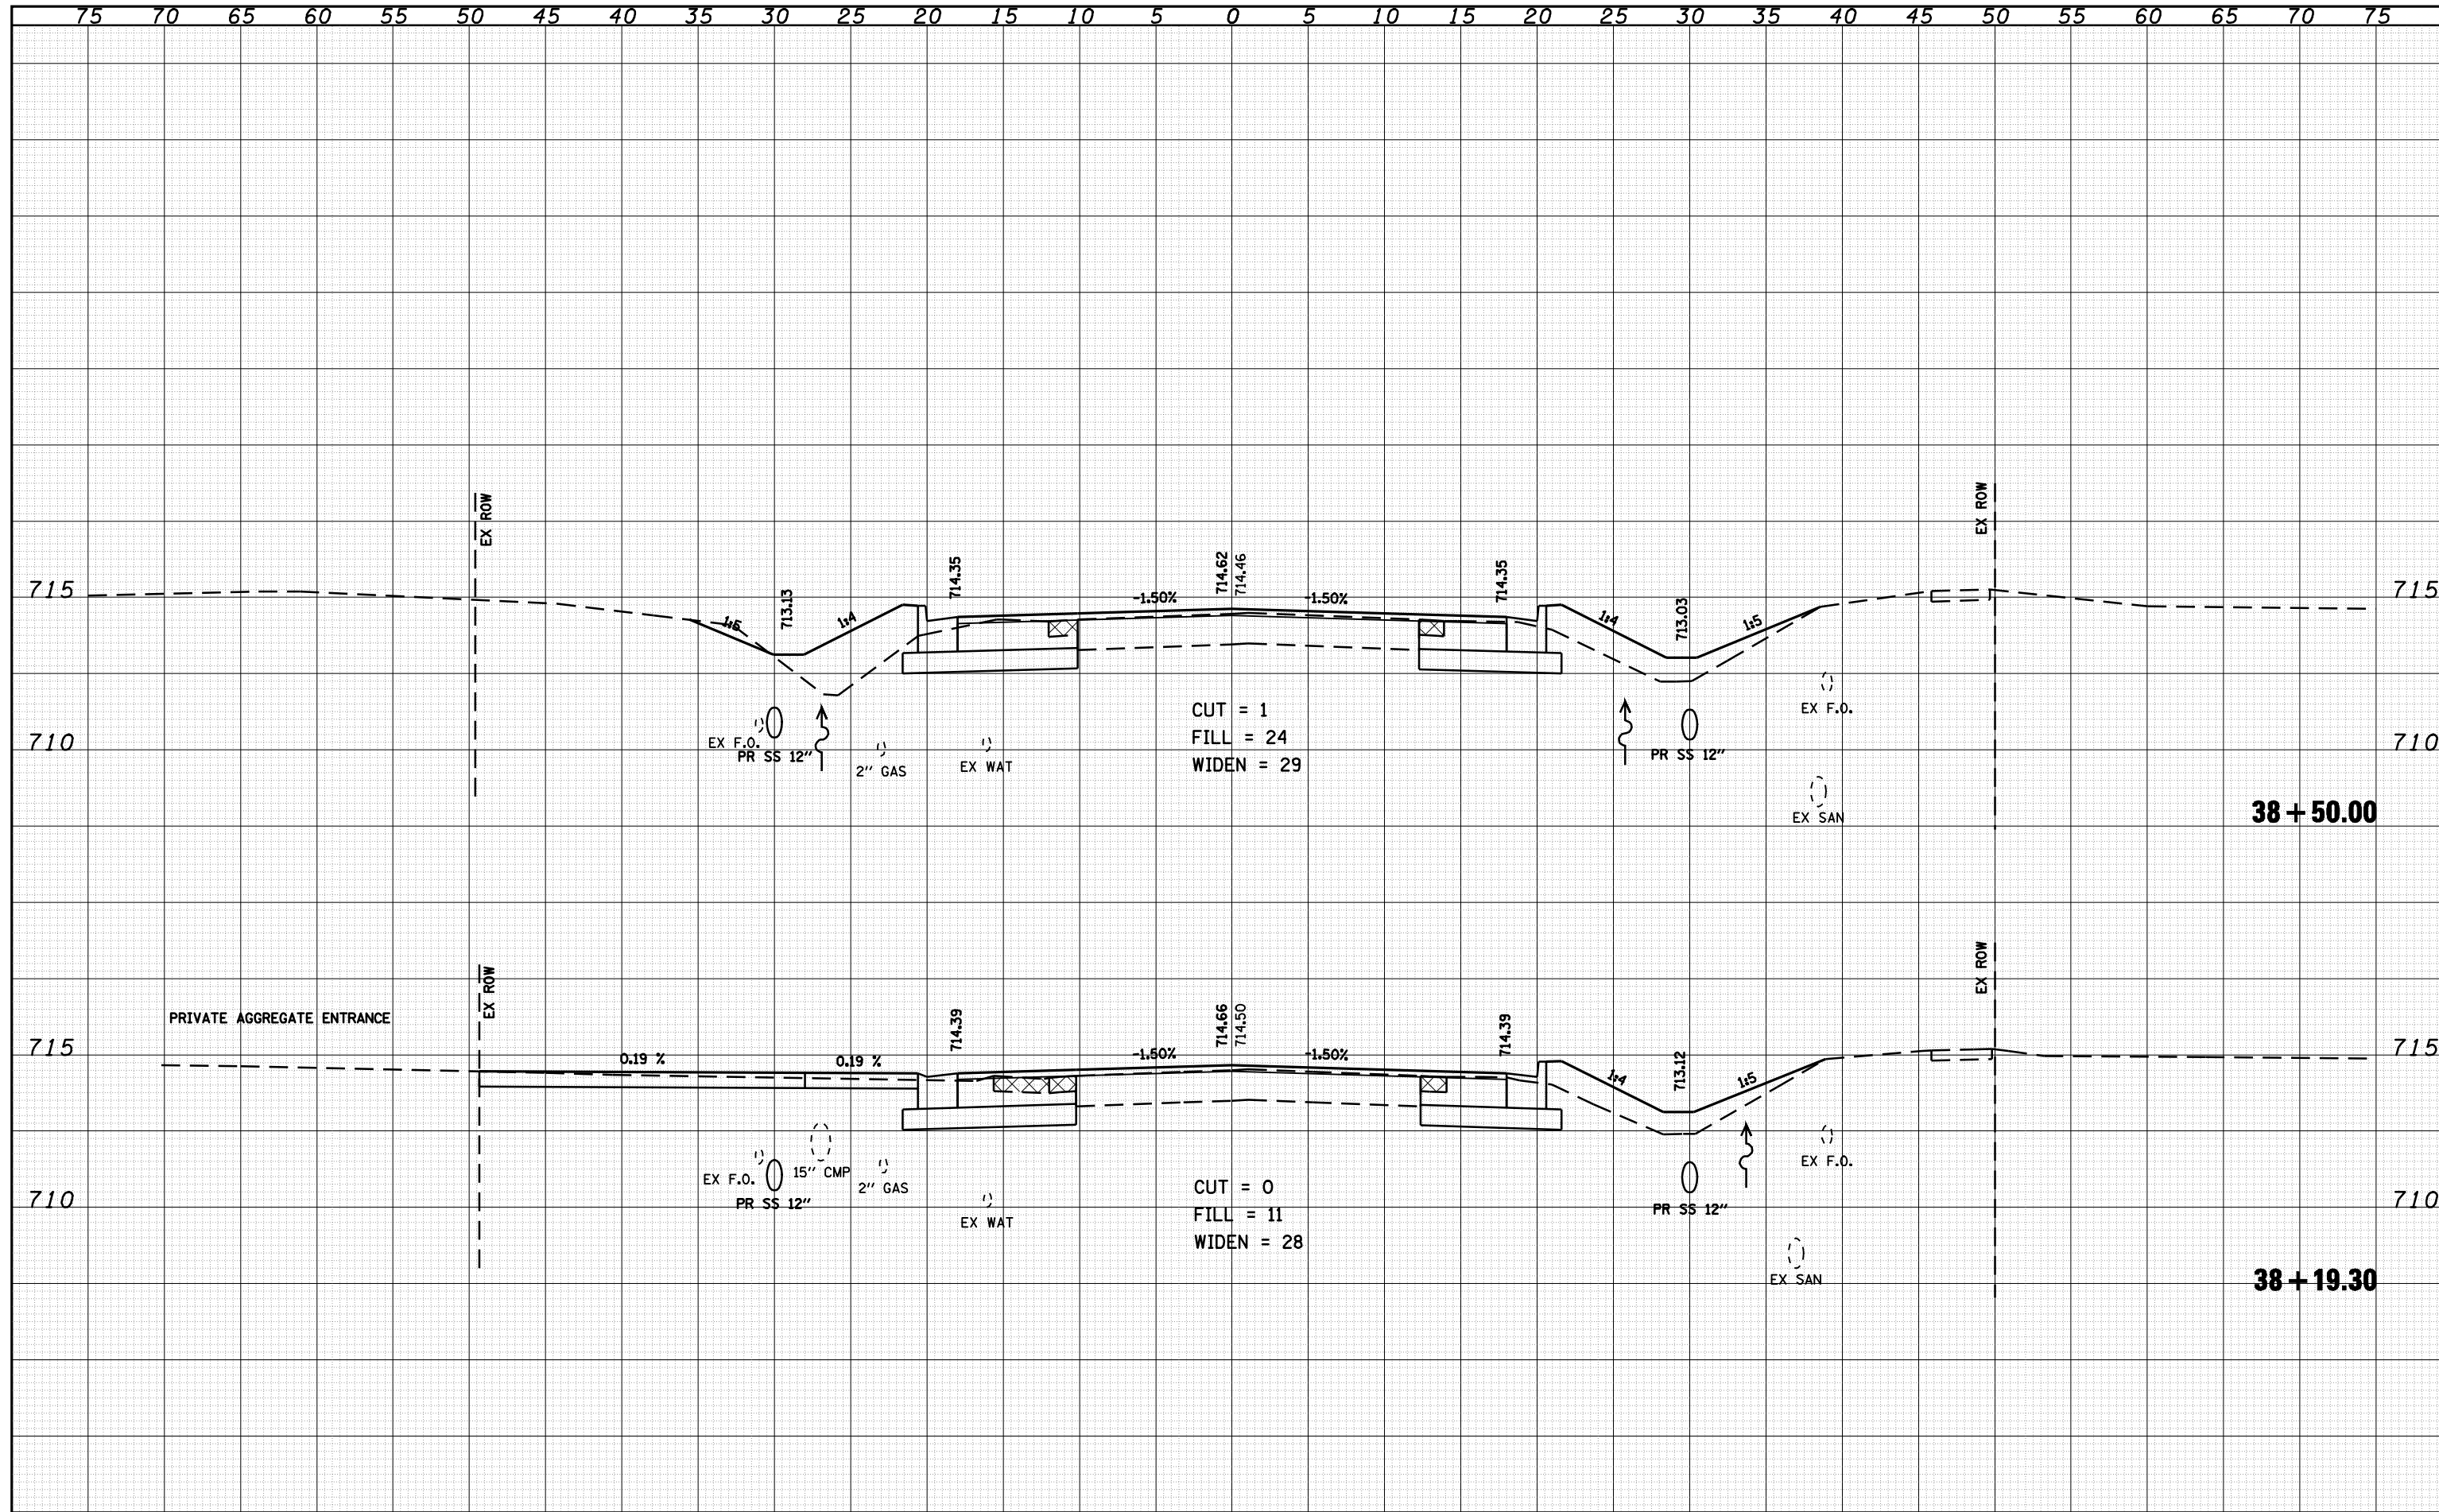 75 70 65 60 55 50 45 40 35 30 25 20 15 10 5 0 5 10 15 20 25 30 35 40 45 50 55 60 65 70 75
EX ROW
EX ROW
714.62
714.46
714.35
714.35
713.13
713.03
715
715
1:5
1:4
-1.50%
-1.50%
1:4
1:5
EX F.O.
PR SS 12"
2" GAS
EX WAT
CUT = 1
FILL = 24
WIDEN = 29
PR SS 12"
EX F.O.
EX SAN
710
710
38 + 50.00
EX ROW
EX ROW
PRIVATE AGGREGATE ENTRANCE
714.39
714.66
714.50
714.39
713.12
715
715
0.19 %
0.19 %
-1.50%
-1.50%
1:4
1:5
EX F.O.
PR SS 12"
15" CMP
2" GAS
EX WAT
CUT = 0
FILL = 11
WIDEN = 28
PR SS 12"
EX F.O.
EX SAN
710
710
38 + 19.30